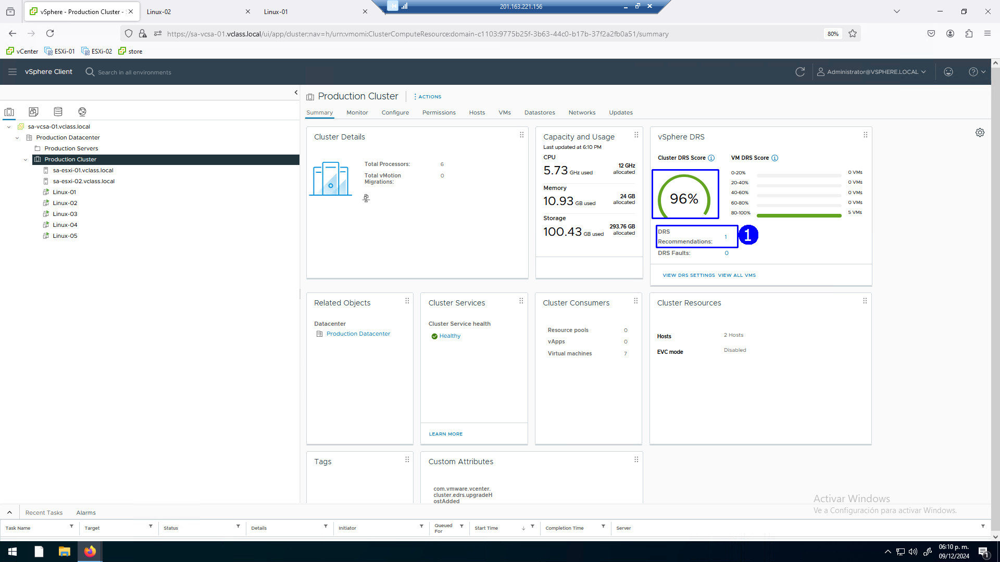 vSphere - Production Cluster - S
Linux-02
Linux-01
201.163.221.156
https://sa-vcsa-01.vclass.local/ui/app/cluster;nav=h/urn:vmomi:ClusterComputeResource:domain-c1103:9775b25f-3b63-44c0-b17b-37f2a2fb0a51/summary
80%
vCenter
ESXi-01
ESXi-02
store
vSphere Client
Search in all environments
Administrator@VSPHERE.LOCAL
sa-vcsa-01.vclass.local
Production Datacenter
Production Servers
Production Cluster
sa-esxi-01.vclass.local
sa-esxi-02.vclass.local
Linux-01
Linux-02
Linux-03
Linux-04
Linux-05
Production Cluster
ACTIONS
Summary
Monitor
Configure
Permissions
Hosts
VMs
Datastores
Networks
Updates
Cluster Details
Total Processors: 6
Total vMotion
Migrations: 0
Capacity and Usage
Last updated at 6:10 PM
CPU
5.73 GHz used
12 GHz
allocated
Memory
10.93 GB used
24 GB
allocated
Storage
100.43 GB used
293.76 GB
allocated
vSphere DRS
Cluster DRS Score
96%
VM DRS Score
0-20% 0 VMs
20-40% 0 VMs
40-60% 0 VMs
60-80% 0 VMs
80-100% 5 VMs
DRS
Recommendations: 1
1
DRS Faults: 0
VIEW DRS SETTINGS VIEW ALL VMS
Related Objects
Datacenter
Production Datacenter
Cluster Services
Cluster Service health
Healthy
LEARN MORE
Cluster Consumers
Resource pools 0
vApps 0
Virtual machines 7
Cluster Resources
Hosts 2 Hosts
EVC mode Disabled
Tags
Custom Attributes
com.vmware.vcenter.
cluster.edrs.upgradeH
ostAdded
Activar Windows
Ve a Configuración para activar Windows.
Recent Tasks
Alarms
Task Name
Target
Status
Details
Initiator
Queued
For
Start Time
Completion Time
Server
06:10 p. m.
09/12/2024
1